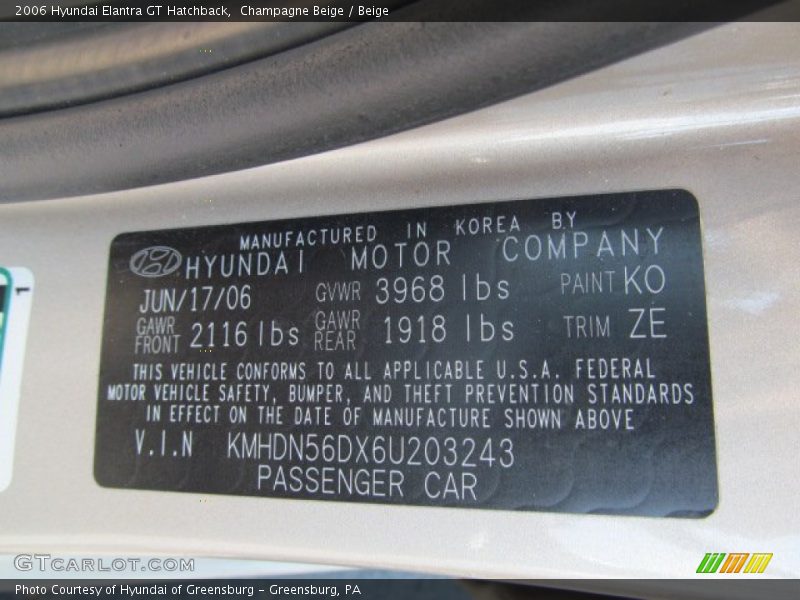 2006 Hyundai Elantra GT Hatchback, Champagne Beige / Beige
MANUFACTURED IN KOREA BY
HYUNDAI MOTOR COMPANY
JUN/17/06 GVWR 3968 lbs PAINT KO
GAWR FRONT 2116 lbs GAWR REAR 1918 lbs TRIM ZE
THIS VEHICLE CONFORMS TO ALL APPLICABLE U.S.A. FEDERAL
MOTOR VEHICLE SAFETY, BUMPER, AND THEFT PREVENTION STANDARDS
IN EFFECT ON THE DATE OF MANUFACTURE SHOWN ABOVE
V.I.N KMHDN56DX6U203243
PASSENGER CAR
1
GTCARLOT.COM
Photo Courtesy of Hyundai of Greensburg - Greensburg, PA